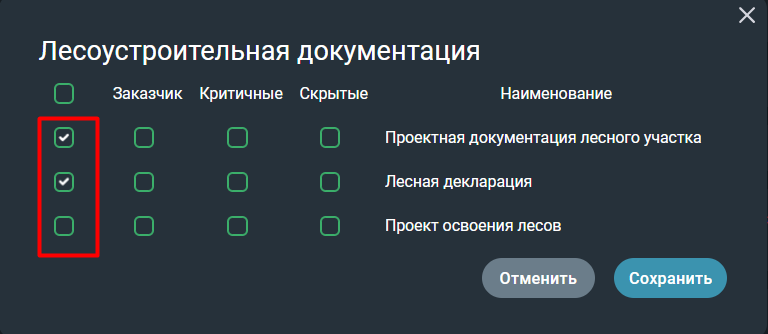 Лесоустроительная документация
Заказчик Критичные Скрытые Наименование
Проектная документация лесного участка
Лесная декларация
Проект освоения лесов
Отменить Сохранить